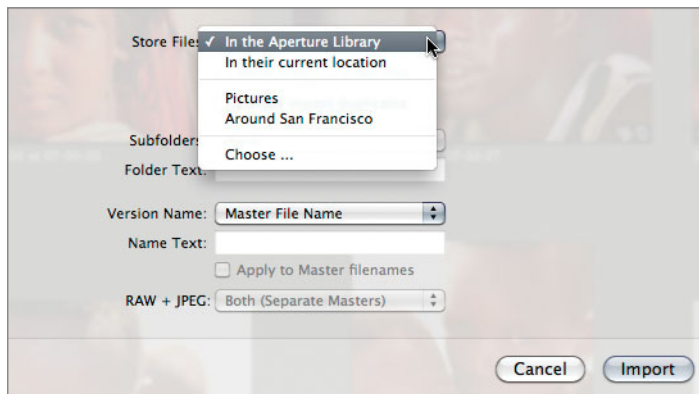 Store Files ✓ In the Aperture Library
In their current location
Pictures
Around San Francisco
Subfolders
Choose ...
Folder Text:
Version Name: Master File Name
Name Text:
Apply to Master filenames
RAW + JPEG: Both (Separate Masters)
Cancel Import